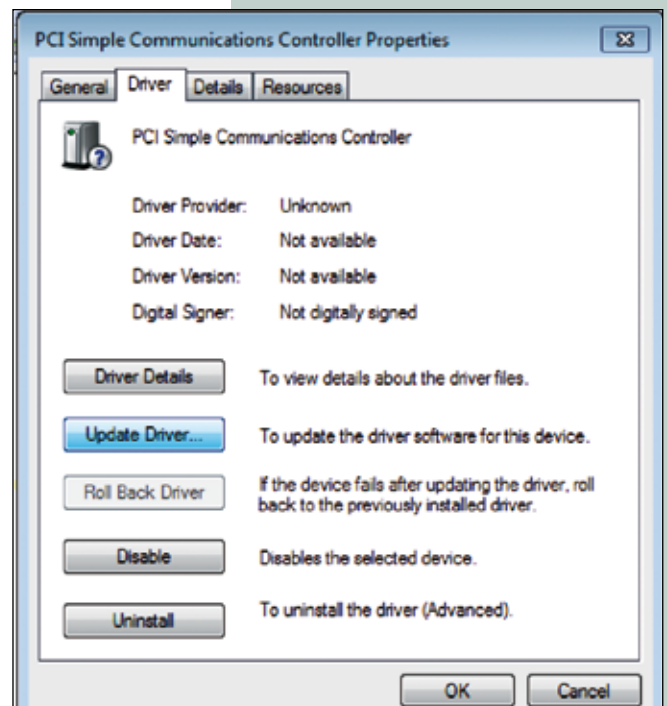 PCI Simple Communications Controller Properties
General Driver Details Resources
PCI Simple Communications Controller
Driver Provider: Unknown
Driver Date: Not available
Driver Version: Not available
Digital Signer: Not digitally signed
Driver Details To view details about the driver files.
Update Driver... To update the driver software for this device.
Roll Back Driver If the device fails after updating the driver, roll
back to the previously installed driver.
Disable Disables the selected device.
Uninstall To uninstall the driver (Advanced).
OK Cancel